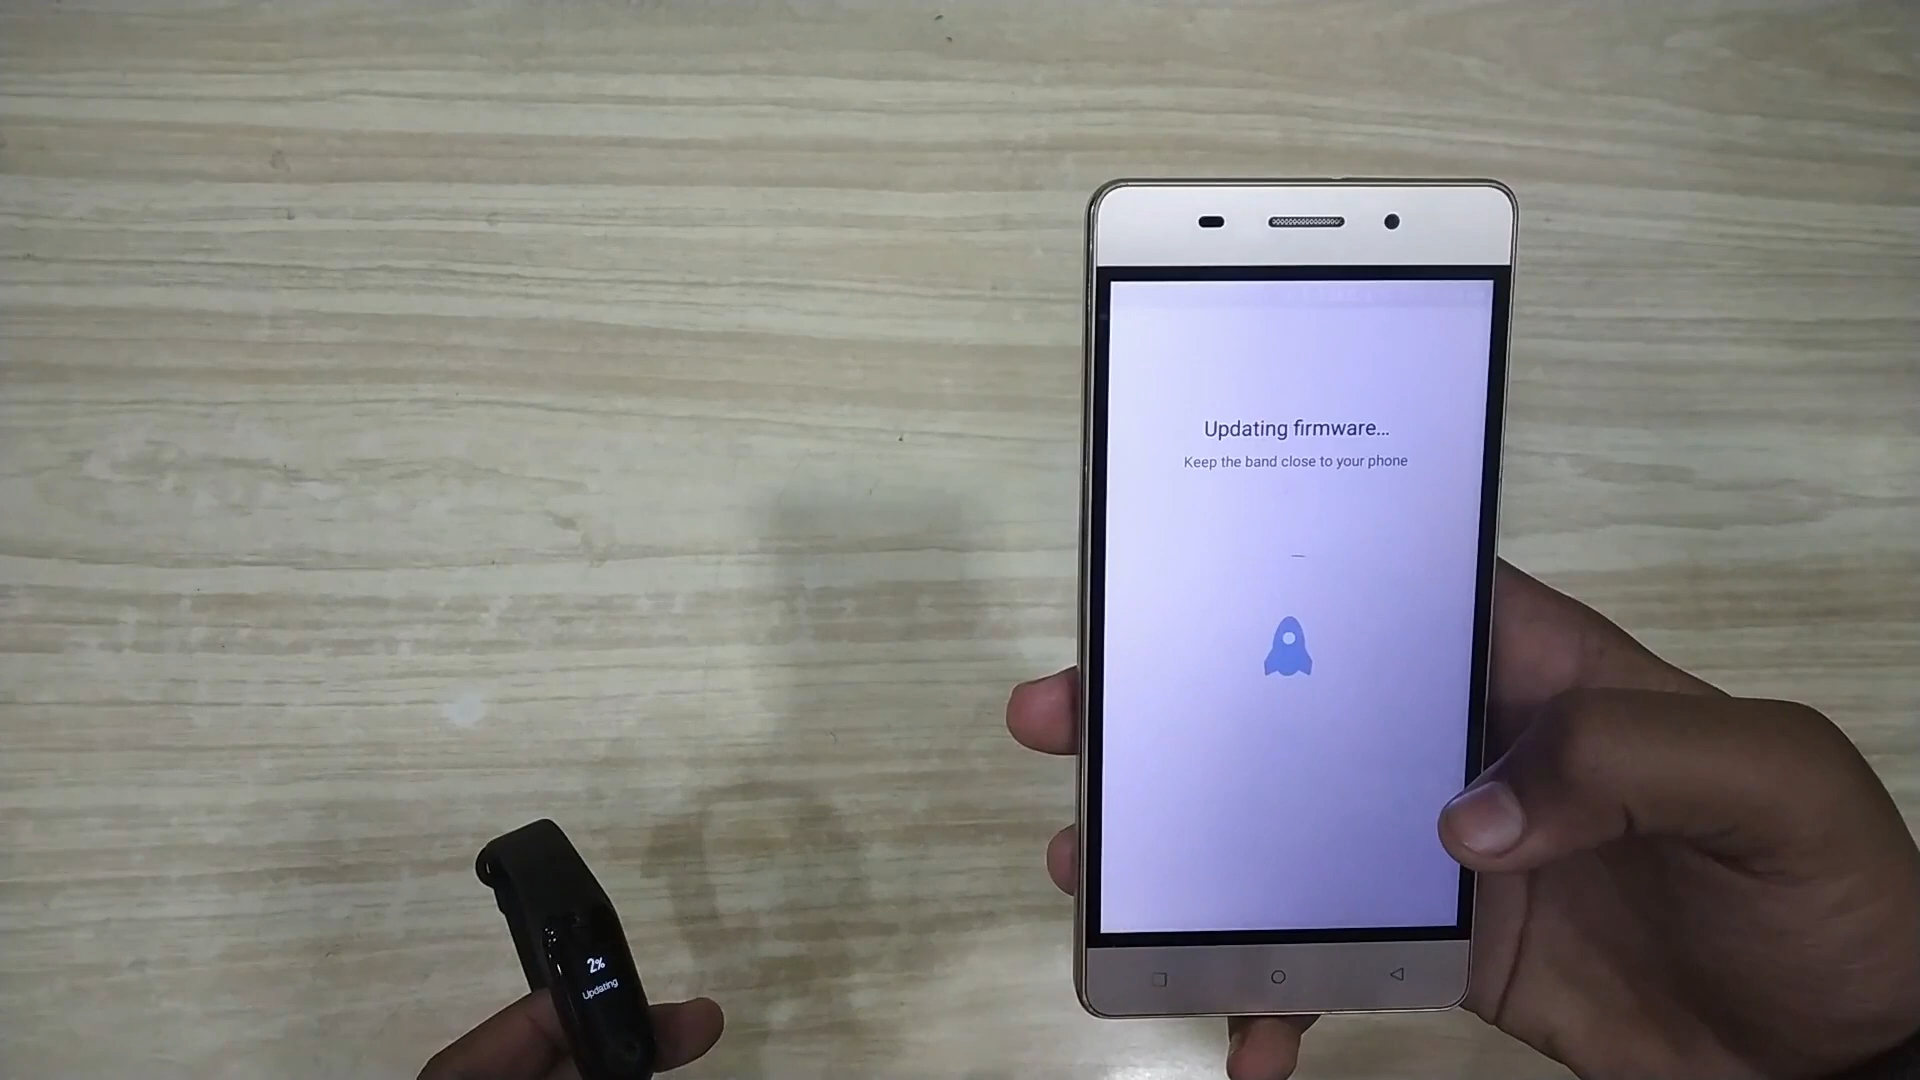 Updating firmware...
Keep the band close to your phone
2%
Updating